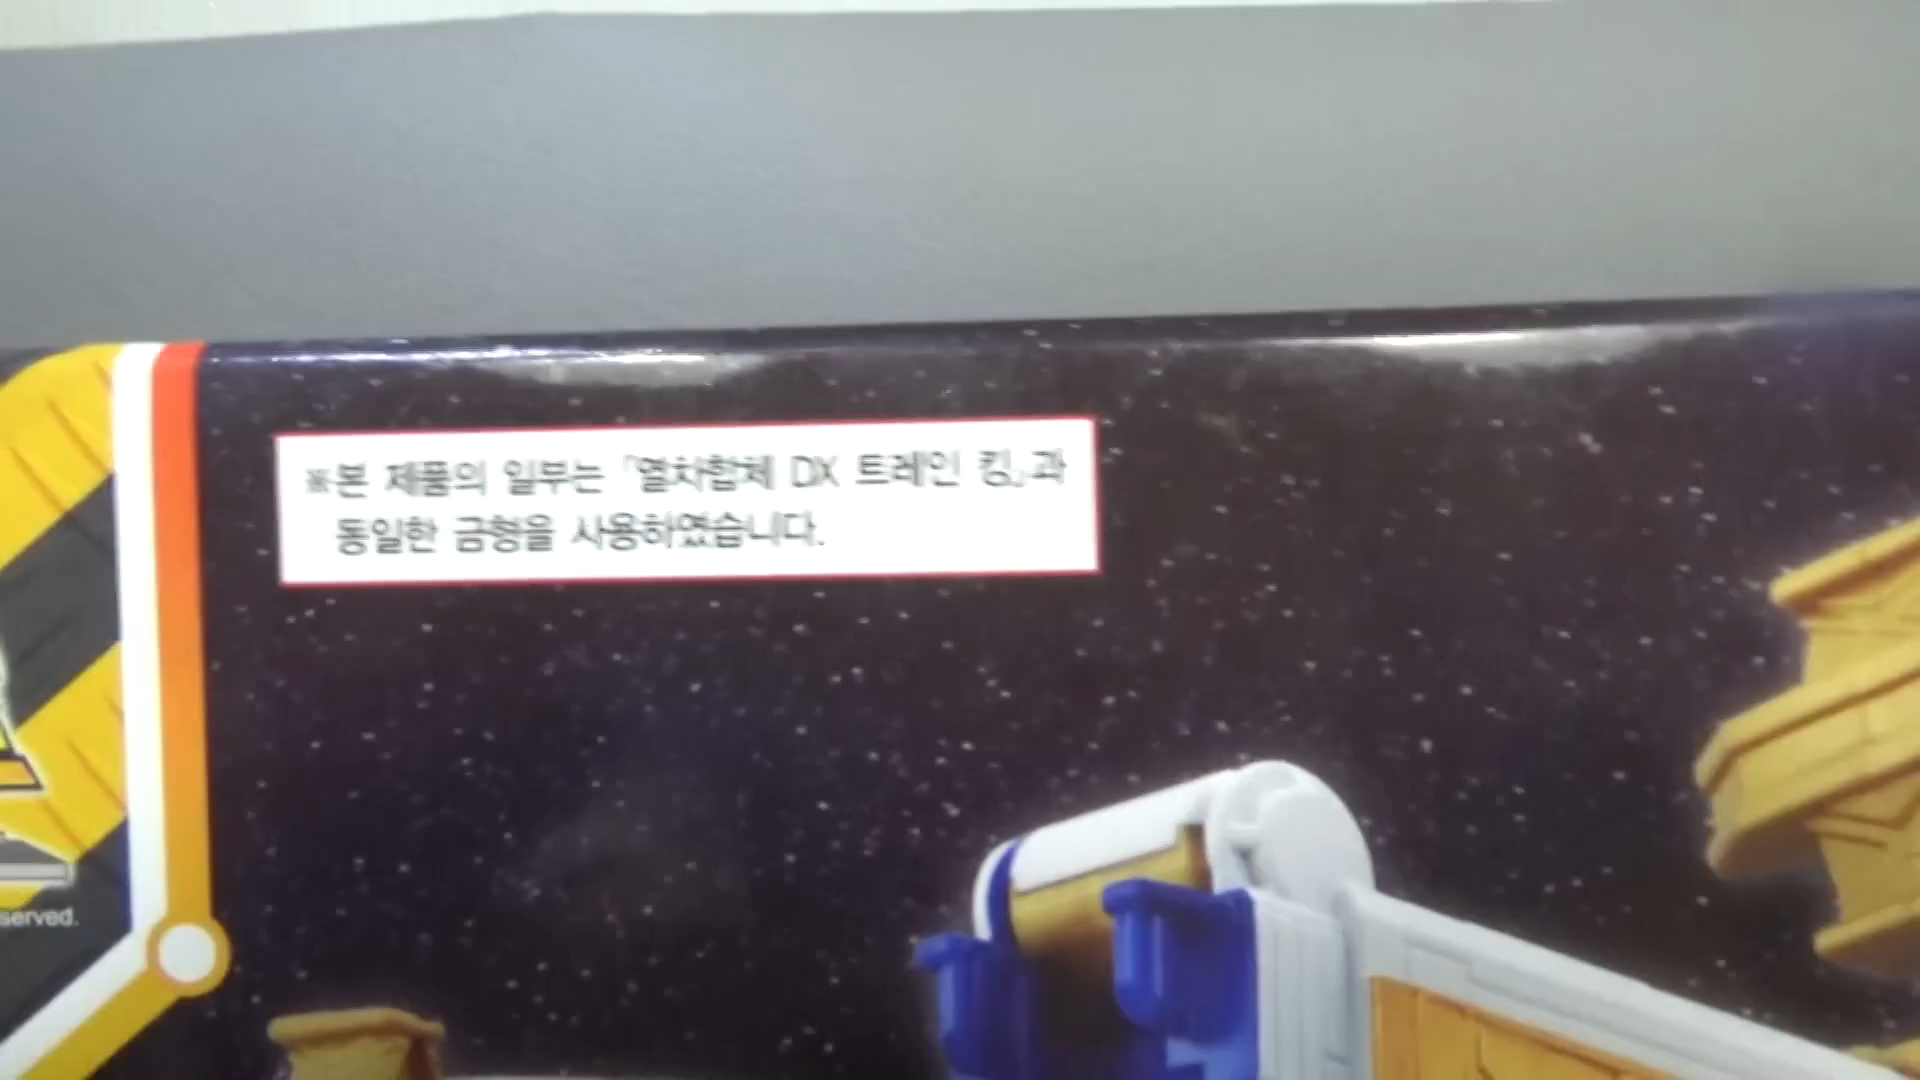 ※본 제품의 일부는 「열차합체 DX 트레인 킹」과
동일한 금형을 사용하였습니다.
served.